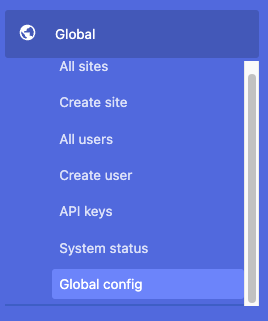 Global
All sites
Create site
All users
Create user
API keys
System status
Global config